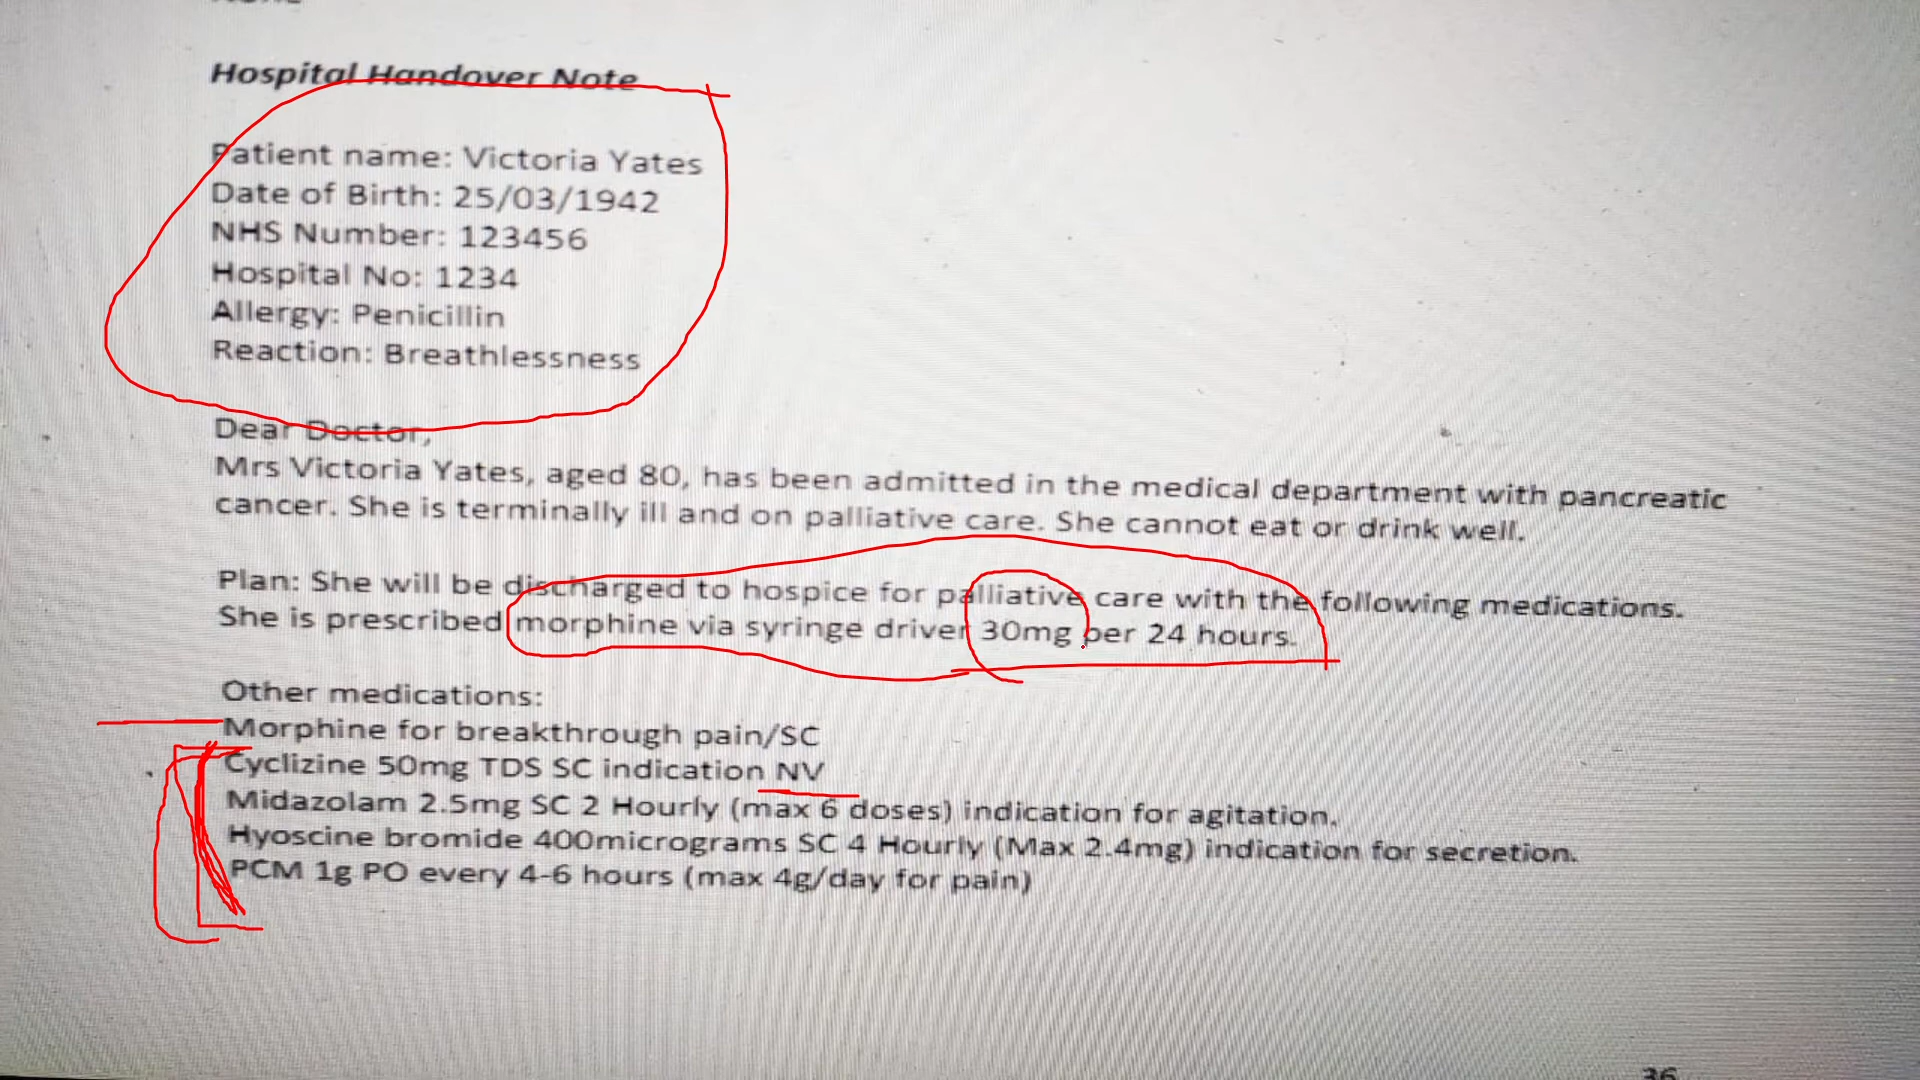 Hospital Handover Note
Patient name: Victoria Yates
Date of Birth: 25/03/1942
NHS Number: 123456
Hospital No: 1234
Allergy: Penicillin
Reaction: Breathlessness
Dear Doctor,
Mrs Victoria Yates, aged 80, has been admitted in the medical department with pancreatic
cancer. She is terminally ill and on palliative care. She cannot eat or drink well.
Plan: She will be discharged to hospice for palliative care with the following medications.
She is prescribed morphine via syringe driver 30mg per 24 hours.
Other medications:
Morphine for breakthrough pain/SC
Cyclizine 50mg TDS SC indication NV
Midazolam 2.5mg SC 2 Hourly (max 6 doses) indication for agitation.
Hyoscine bromide 400micrograms SC 4 Hourly (Max 2.4mg) indication for secretion.
PCM 1g PO every 4-6 hours (max 4g/day for pain)
36